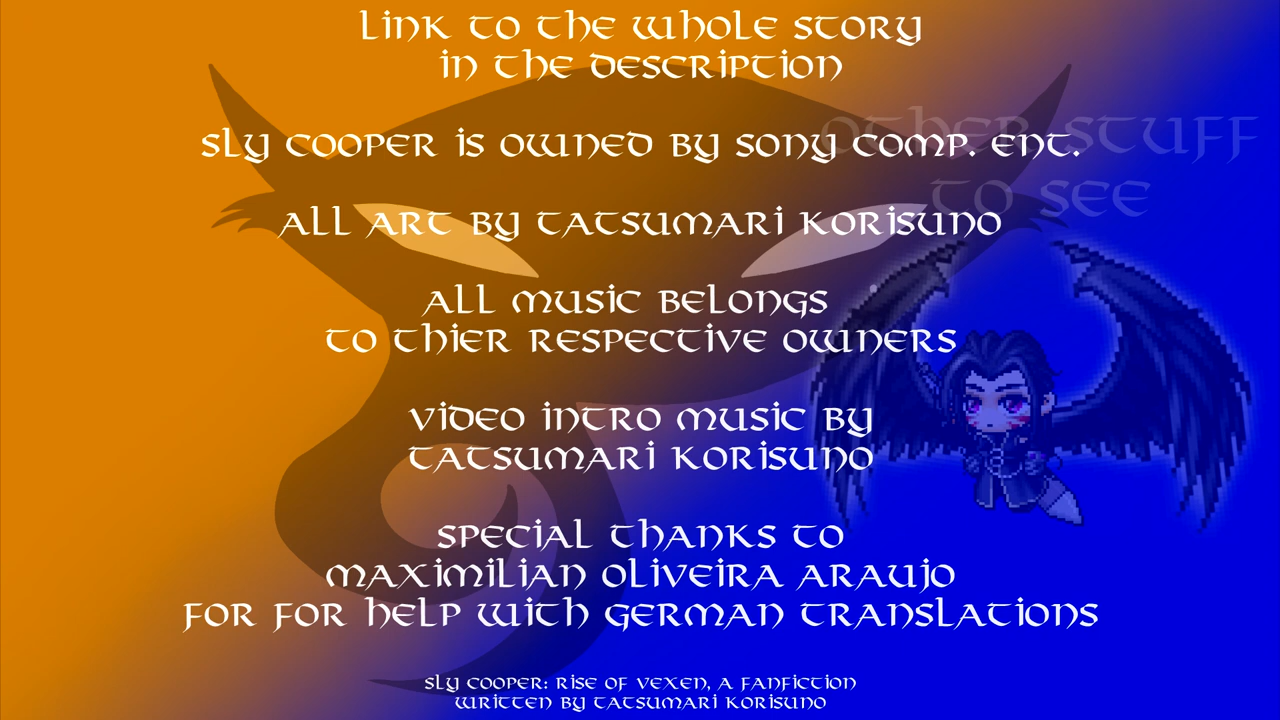 Link to the whole story
in the description
Sly Cooper is owned by Sony Comp. Ent.
Other stuff
to see
All art by Tatsumari Korisuno
All music belongs
to thier respective owners
Video intro music by
Tatsumari Korisuno
Special thanks to
Maximilian Oliveira Araujo
for for help with German translations
Sly Cooper: Rise of Vexen, a fanfiction
written by Tatsumari Korisuno